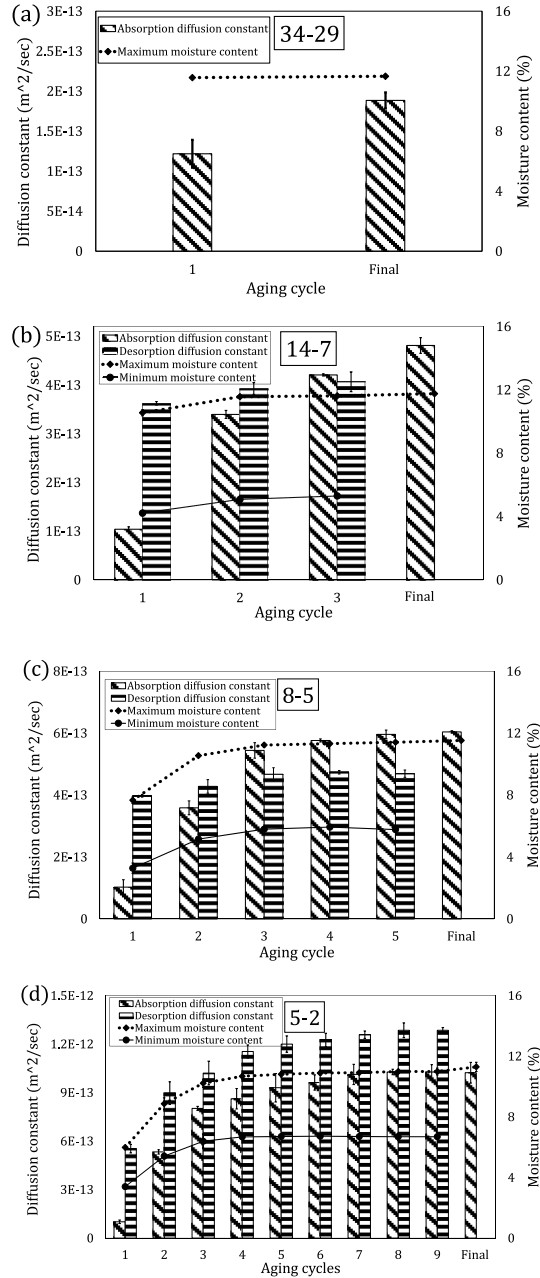 (a)
34-29
Absorption diffusion constant
Maximum moisture content
3E-13
2E-13
2E-13
1E-13
5E-14
0
16
12
8
4
0
Diffusion constant (m^2/sec)
Moisture content (%)
1 Final
Aging cycle
(b)
14-7
Absorption diffusion constant
Desorption diffusion constant
Maximum moisture content
Minimum moisture content
5E-13
4E-13
3E-13
2E-13
1E-13
0
16
12
8
4
0
Diffusion constant (m^2/sec)
Moisture content (%)
1 2 3 Final
Aging cycle
(c)
8-5
Absorption diffusion constant
Desorption diffusion constant
Maximum moisture content
Minimum moisture content
8E-13
6E-13
4E-13
2E-13
0
16
12
8
4
0
Diffusion constant (m^2/sec)
Moisture content (%)
1 2 3 4 5 Final
Aging cycle
(d)
5-2
Absorption diffusion constant
Desorption diffusion constant
Maximum moisture content
Minimum moisture content
1.5E-12
1.2E-12
9E-13
6E-13
3E-13
0
16
12
8
4
0
Diffusion constant (m^2/sec)
Moisture content (%)
1 2 3 4 5 6 7 8 9 Final
Aging cycles